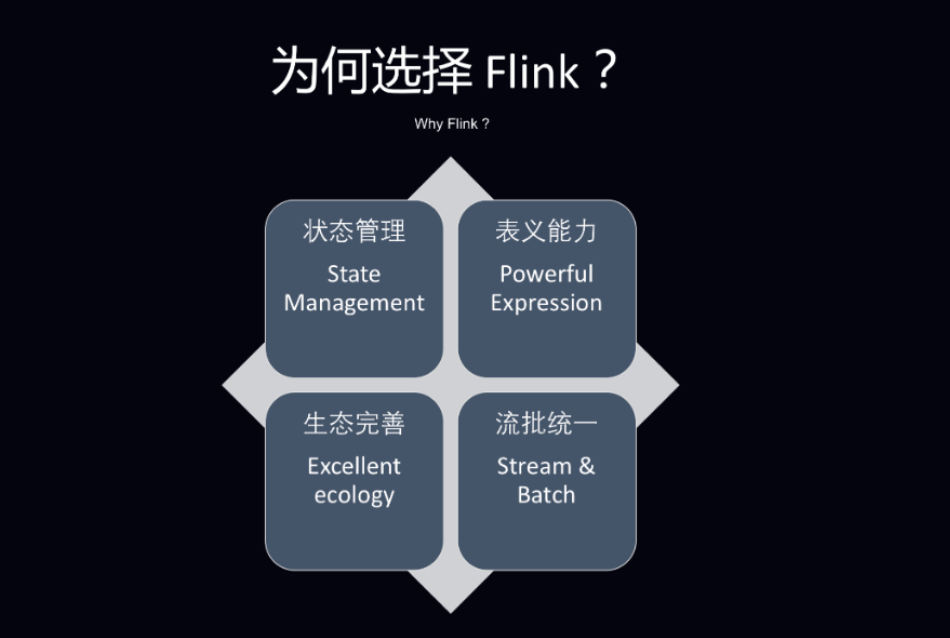 为何选择 Flink？
Why Flink ?
状态管理
State
Management
表义能力
Powerful
Expression
生态完善
Excellent
ecology
流批统一
Stream &
Batch